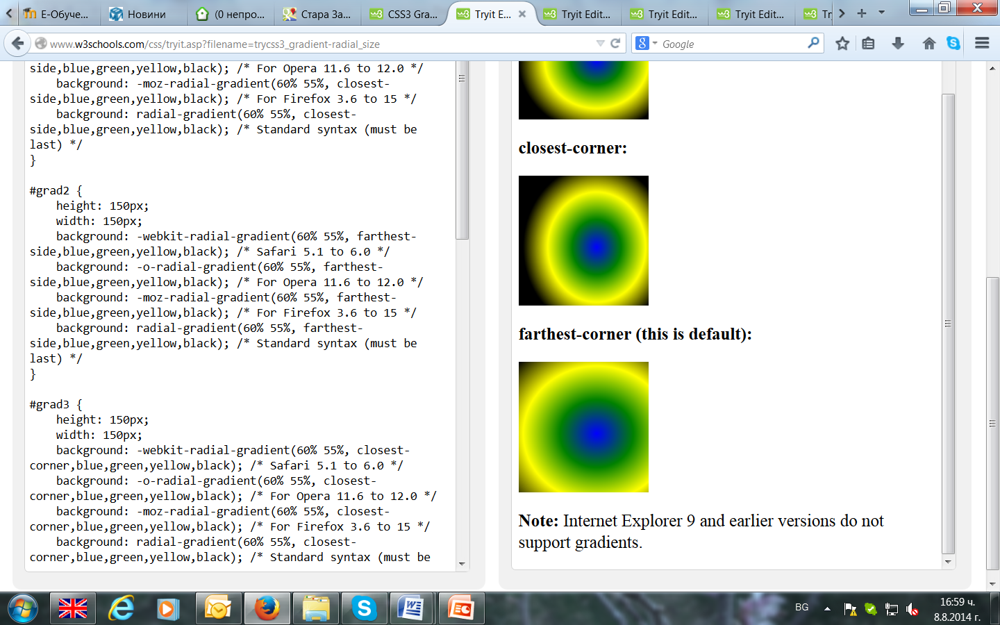 Е-Обуче...
Новини
(0 непро...
Стара За...
CSS3 Gra...
Tryit E...
Tryit Edit...
Tryit Edit...
Tryit Edit...
Tr
www.w3schools.com/css/tryit.asp?filename=trycss3_gradient-radial_size
Google
side,blue,green,yellow,black); /* For Opera 11.6 to 12.0 */
background: -moz-radial-gradient(60% 55%, closest-
side,blue,green,yellow,black); /* For Firefox 3.6 to 15 */
background: radial-gradient(60% 55%, closest-
side,blue,green,yellow,black); /* Standard syntax (must be
last) */
}
#grad2 {
height: 150px;
width: 150px;
background: -webkit-radial-gradient(60% 55%, farthest-
side,blue,green,yellow,black); /* Safari 5.1 to 6.0 */
background: -o-radial-gradient(60% 55%, farthest-
side,blue,green,yellow,black); /* For Opera 11.6 to 12.0 */
background: -moz-radial-gradient(60% 55%, farthest-
side,blue,green,yellow,black); /* For Firefox 3.6 to 15 */
background: radial-gradient(60% 55%, farthest-
side,blue,green,yellow,black); /* Standard syntax (must be
last) */
}
#grad3 {
height: 150px;
width: 150px;
background: -webkit-radial-gradient(60% 55%, closest-
corner,blue,green,yellow,black); /* Safari 5.1 to 6.0 */
background: -o-radial-gradient(60% 55%, closest-
corner,blue,green,yellow,black); /* For Opera 11.6 to 12.0 */
background: -moz-radial-gradient(60% 55%, closest-
corner,blue,green,yellow,black); /* For Firefox 3.6 to 15 */
background: radial-gradient(60% 55%, closest-
corner,blue,green,yellow,black); /* Standard syntax (must be
closest-corner:
farthest-corner (this is default):
Note: Internet Explorer 9 and earlier versions do not
support gradients.
BG
16:59 ч.
8.8.2014 г.